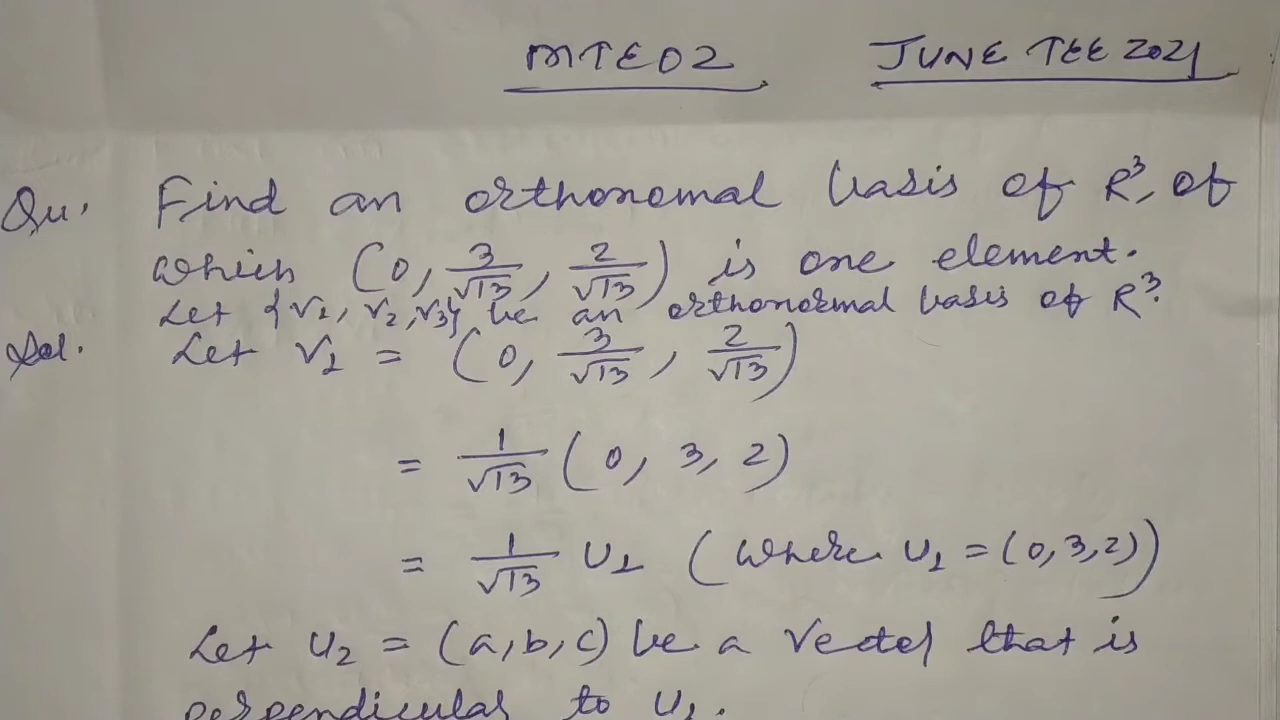 MTE02 JUNE TEE 2021
Qu. Find an orthonomal basis of R³, of
which (0, 3/√13, 2/√13) is one element.
Let {v₁, v₂, v₃} be an orthonormal basis of R³.
Sol. Let v₁ = (0, 3/√13, 2/√13)
= 1/√13 (0, 3, 2)
= 1/√13 u₁ (where u₁ = (0,3,2))
Let u₂ = (a,b,c) be a vector that is
perpendicular to u₁.